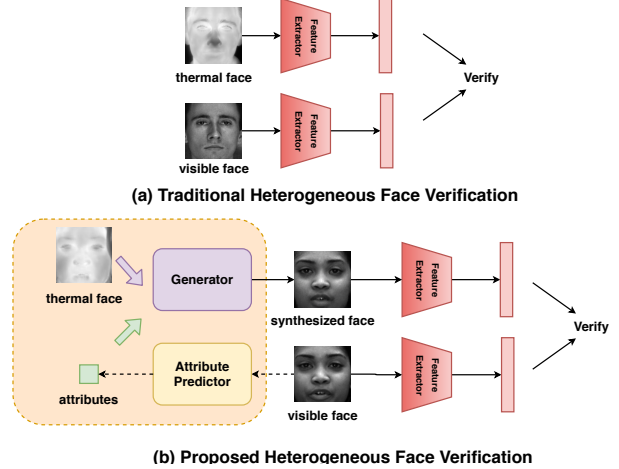 thermal face
Feature
Extractor
Verify
visible face
Feature
Extractor
(a) Traditional Heterogeneous Face Verification
thermal face
Generator
synthesized face
Feature
Extractor
Verify
attributes
Attribute
Predictor
visible face
Feature
Extractor
(b) Proposed Heterogeneous Face Verification